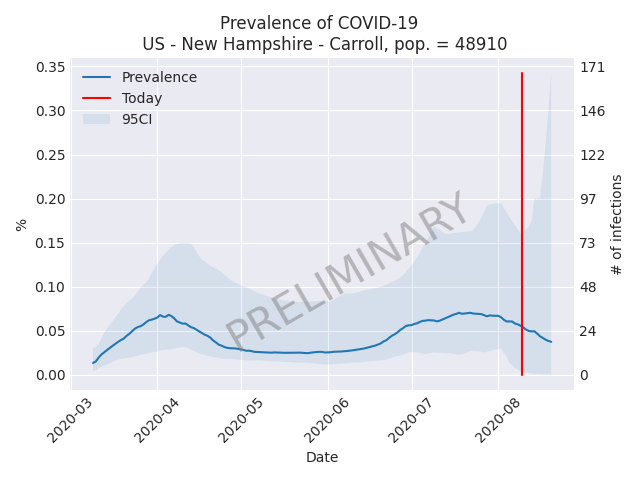 Prevalence of COVID-19
US - New Hampshire - Carroll, pop. = 48910
Prevalence
Today
95CI
PRELIMINARY
%
0.35
0.30
0.25
0.20
0.15
0.10
0.05
0.00
171
146
122
97
73
48
24
0
# of infections
2020-03
2020-04
2020-05
2020-06
2020-07
2020-08
Date